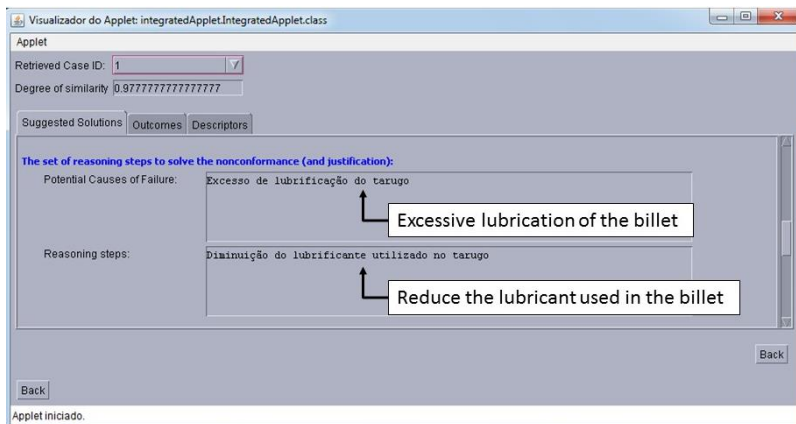 Visualizador do Applet: integratedApplet.IntegratedApplet.class
Applet
Retrieved Case ID: 1
Degree of similarity 0.9777777777777777
Suggested Solutions Outcomes Descriptors
The set of reasoning steps to solve the nonconformance (and justification):
Potential Causes of Failure: Excesso de lubrificação do tarugo
Excessive lubrication of the billet
Reasoning steps: Diminuição do lubrificante utilizado no tarugo
Reduce the lubricant used in the billet
Back
Back
Applet iniciado.